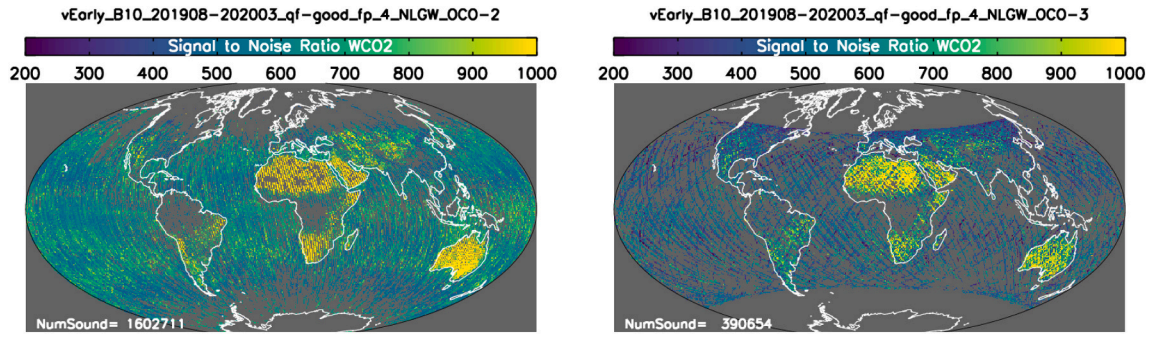 vEarly_B10_201908-202003_qf-good_fp_4_NLGW_OCO-2
Signal to Noise Ratio WCO2
200 300 400 500 600 700 800 900 1000
NumSound= 1602711
vEarly_B10_201908-202003_qf-good_fp_4_NLGW_OCO-3
Signal to Noise Ratio WCO2
200 300 400 500 600 700 800 900 1000
NumSound= 390654